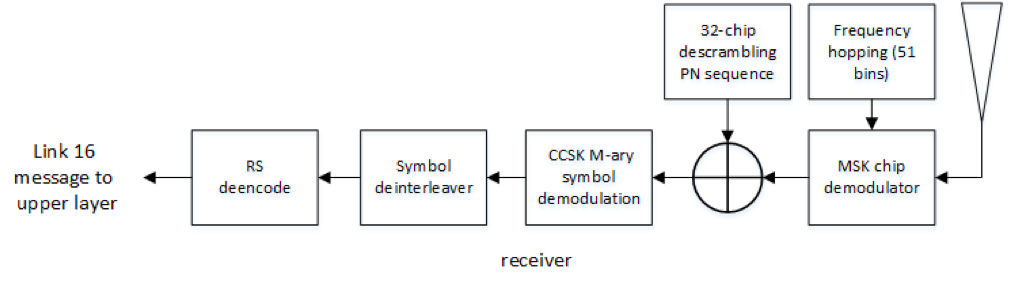 32-chip
descrambling
PN sequence
Frequency
hopping (51
bins)
Link 16
message to
upper layer
RS
deencode
Symbol
deinterleaver
CCSK M-ary
symbol
demodulation
MSK chip
demodulator
receiver